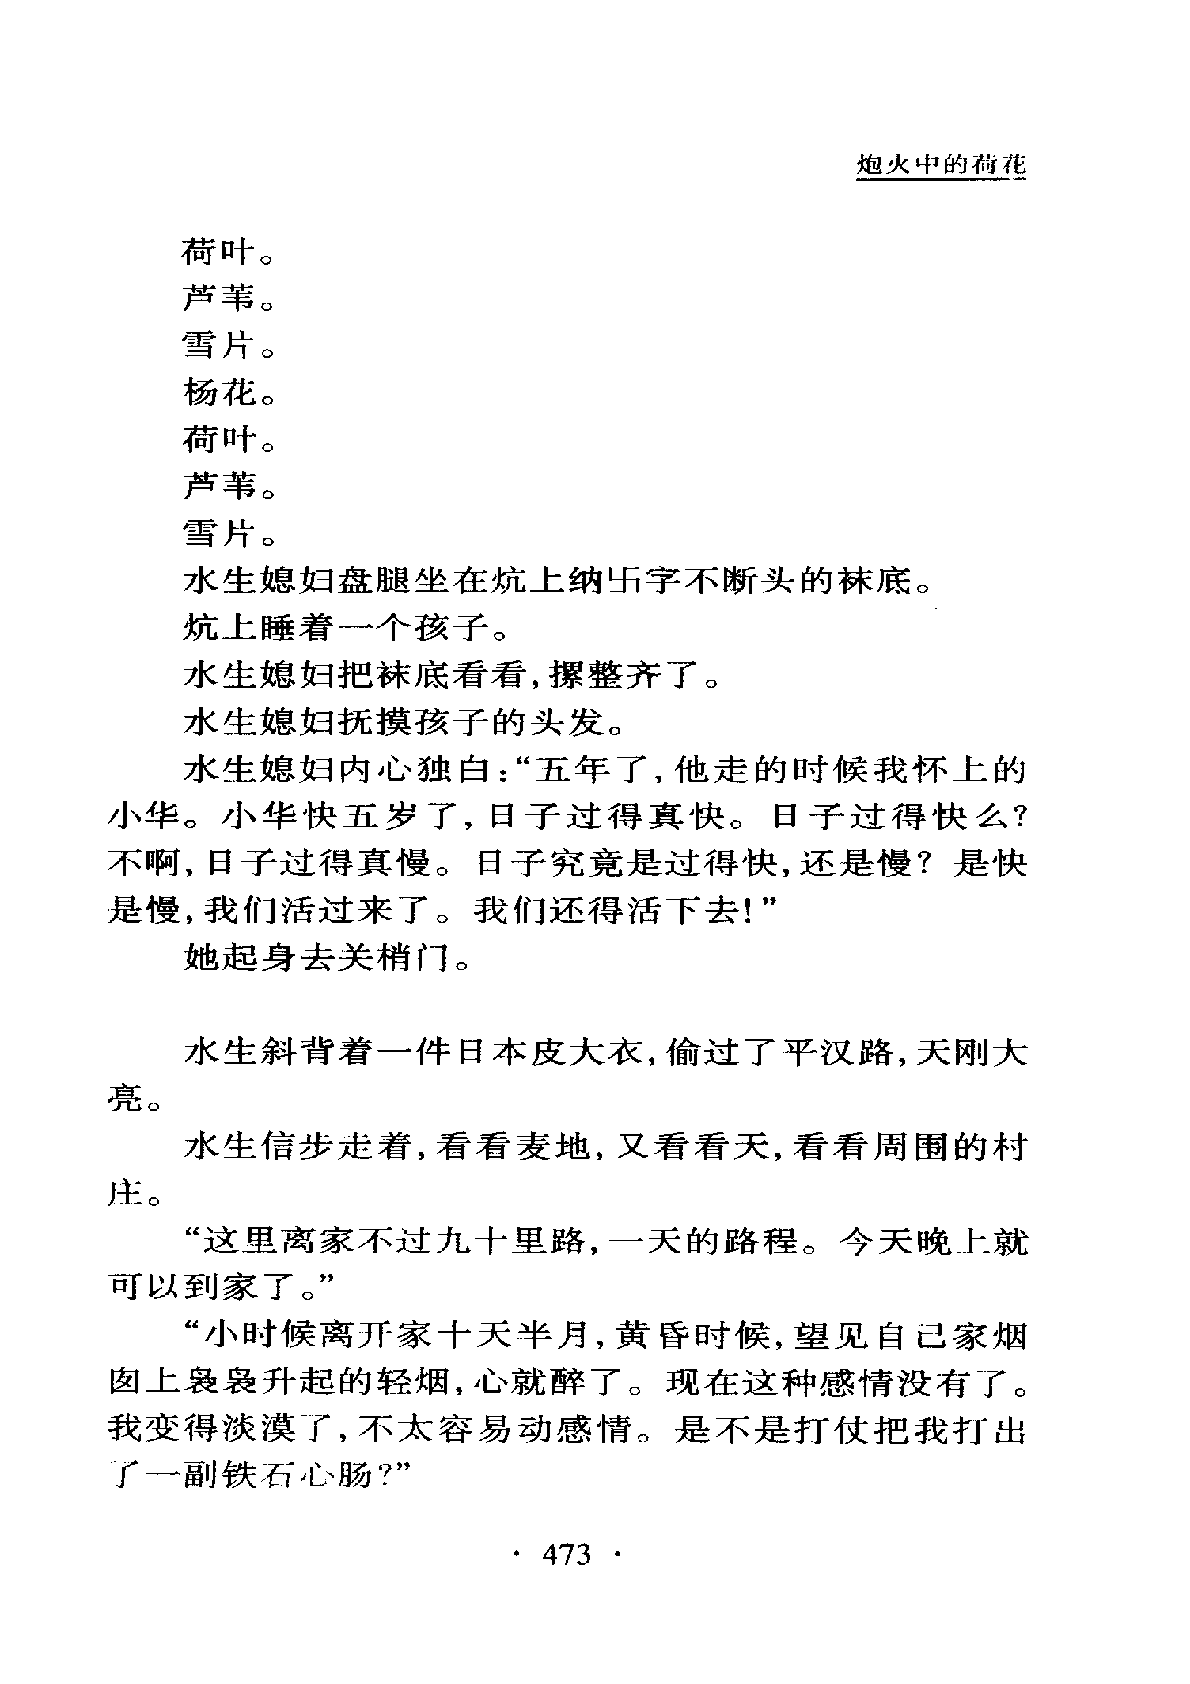 炮火中的荷花
荷叶。
芦苇。
雪片。
杨花。
荷叶。
芦苇。
雪片。
水生媳妇盘腿坐在炕上纳卐字不断头的袜底。
炕上睡着一个孩子。
水生媳妇把袜底看看,摞整齐了。
水生媳妇抚摸孩子的头发。
水生媳妇内心独白:“五年了,他走的时候我怀上的
小华。小华快五岁了,日子过得真快。日子过得快么?
不啊,日子过得真慢。日子究竟是过得快,还是慢?是快
是慢,我们活过来了。我们还得活下去!”
她起身去关梢门。
水生斜背着一件日本皮大衣,偷过了平汉路,天刚大
亮。
水生信步走着,看看麦地,又看看天,看看周围的村
庄。
“这里离家不过九十里路,一天的路程。今天晚上就
可以到家了。”
“小时候离开家十天半月,黄昏时候,望见自己家烟
囱上袅袅升起的轻烟,心就醉了。现在这种感情没有了。
我变得淡漠了,不太容易动感情。是不是打仗把我打出
了一副铁石心肠?”
· 473 ·